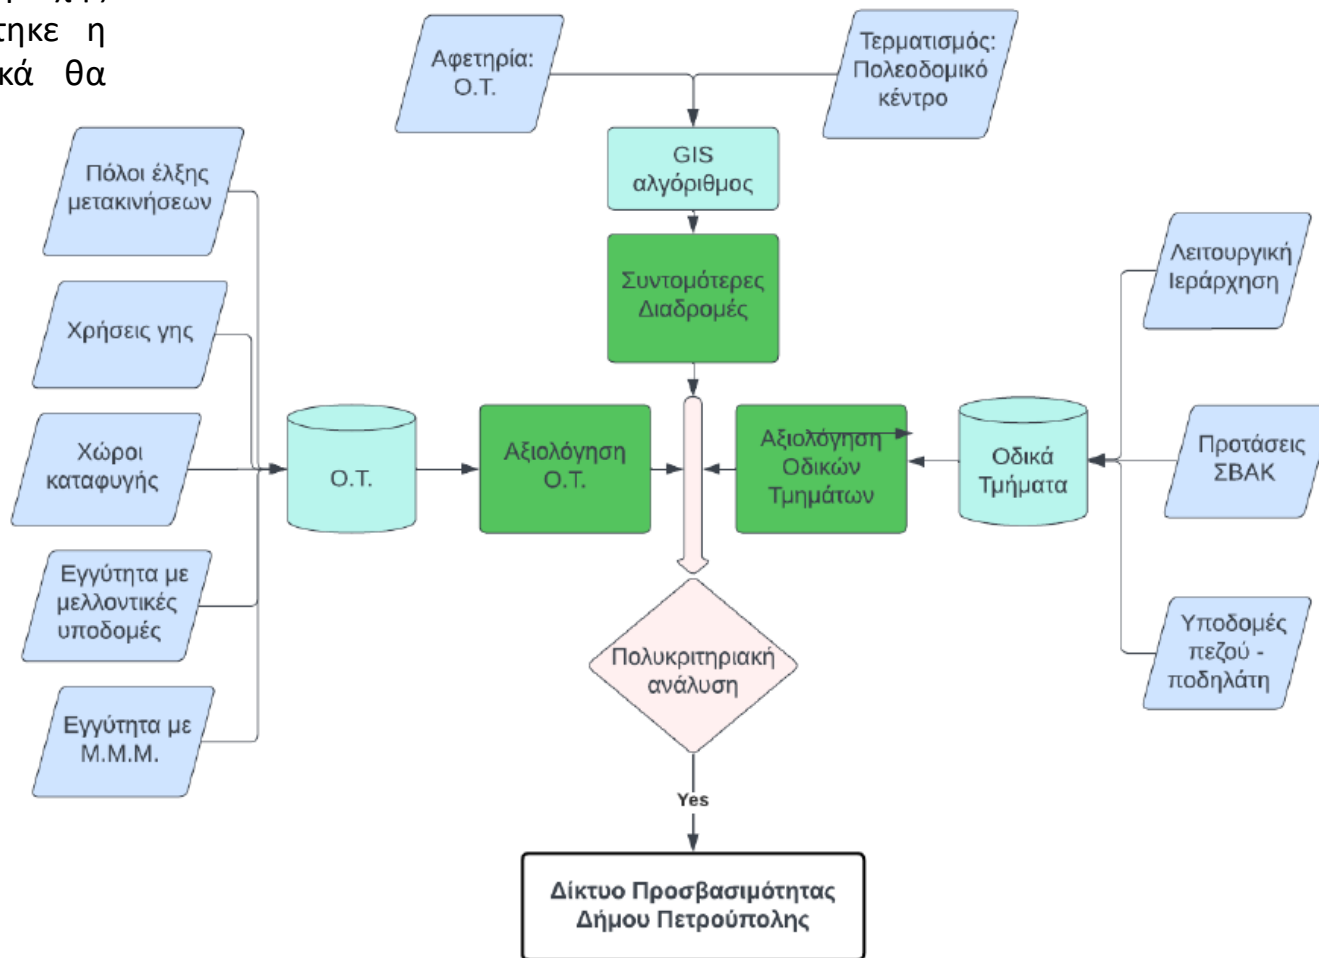 τηκε η
κά θα
Αφετηρία:
Ο.Τ.
Τερματισμός:
Πολεοδομικό
κέντρο
GIS
αλγόριθμος
Συντομότερες
Διαδρομές
Πόλοι έλξης
μετακινήσεων
Χρήσεις γης
Χώροι
καταφυγής
Εγγύτητα με
μελλοντικές
υποδομές
Εγγύτητα με
Μ.Μ.Μ.
Ο.Τ.
Αξιολόγηση
Ο.Τ.
Αξιολόγηση
Οδικών
Τμημάτων
Οδικά
Τμήματα
Λειτουργική
Ιεράρχηση
Προτάσεις
ΣΒΑΚ
Υποδομές
πεζού -
ποδηλάτη
Πολυκριτηριακή
ανάλυση
Yes
Δίκτυο Προσβασιμότητας
Δήμου Πετρούπολης